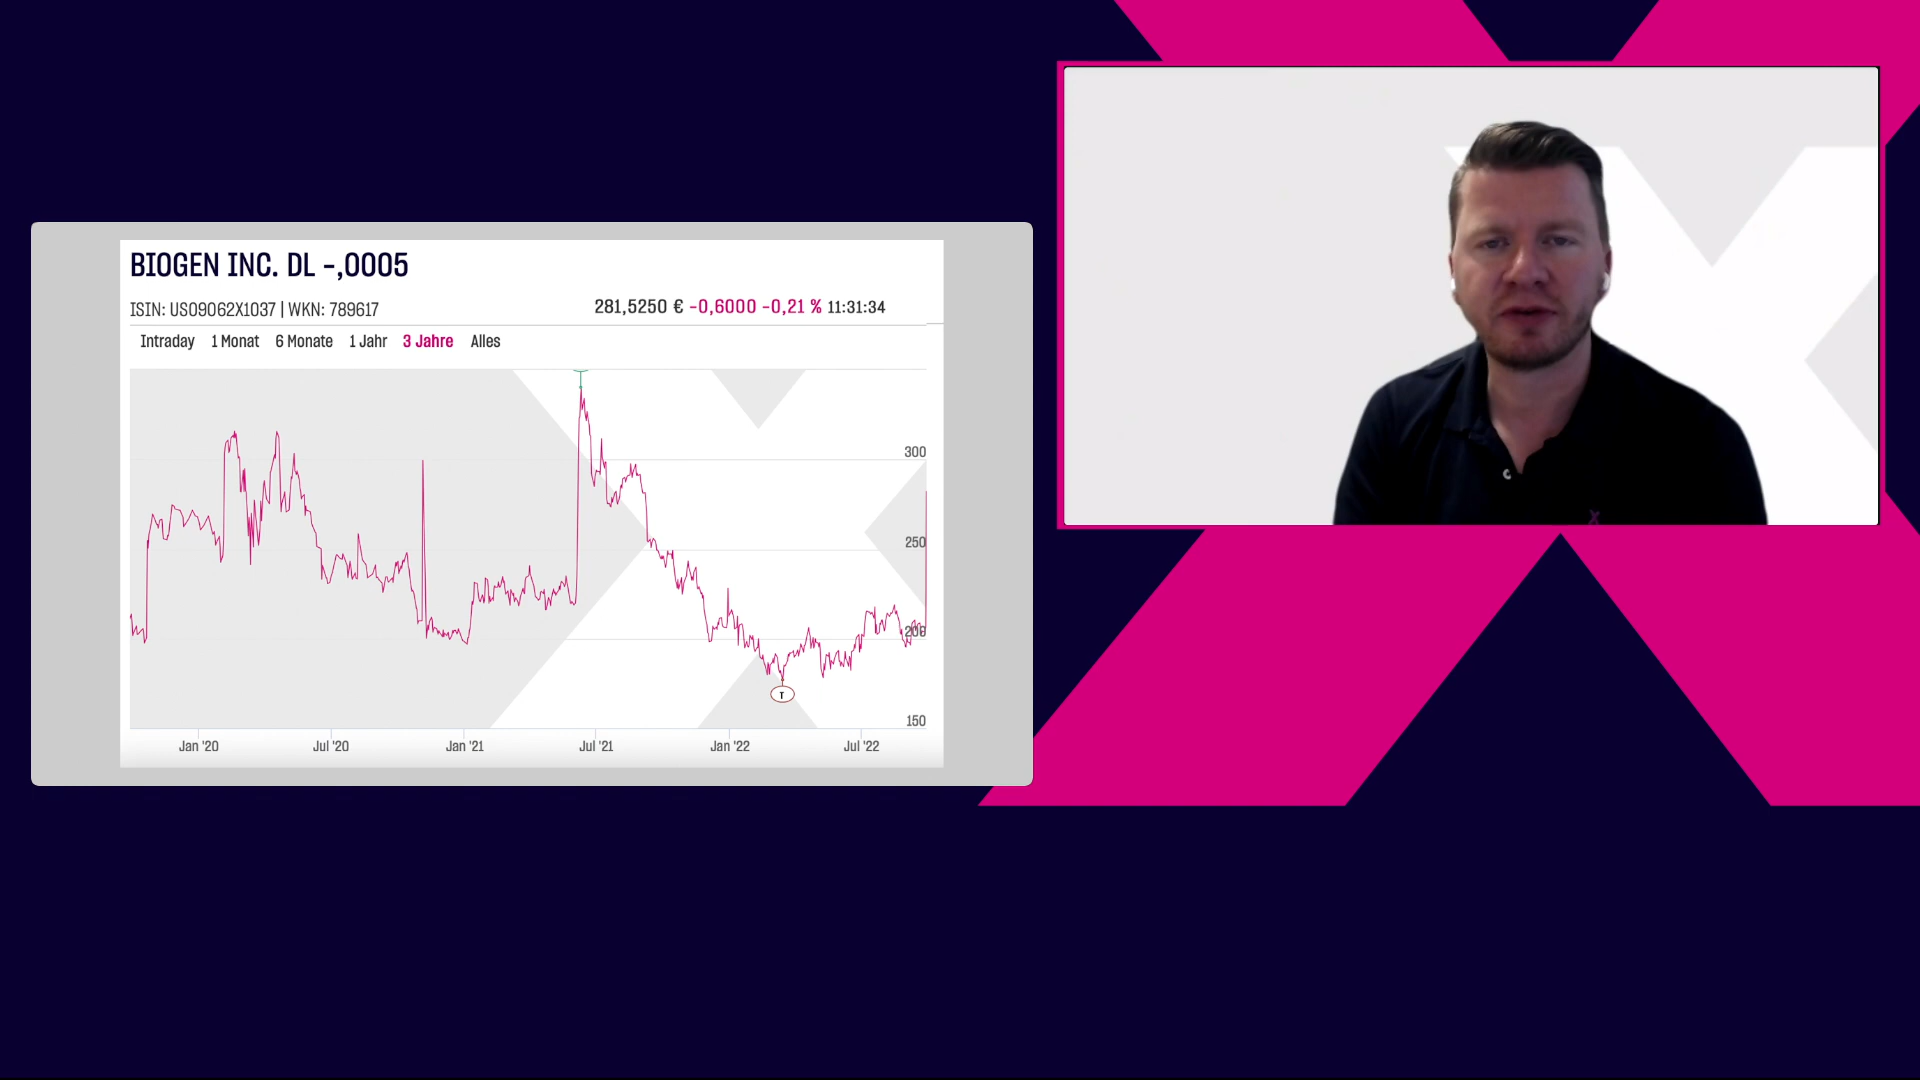 BIOGEN INC. DL -,0005
ISIN: US09062X1037 | WKN: 789617
281,5250 € -0,6000 -0,21 % 11:31:34
Intraday 1 Monat 6 Monate 1 Jahr 3 Jahre Alles
300
250
200
150
T
Jan '20 Jul '20 Jan '21 Jul '21 Jan '22 Jul '22